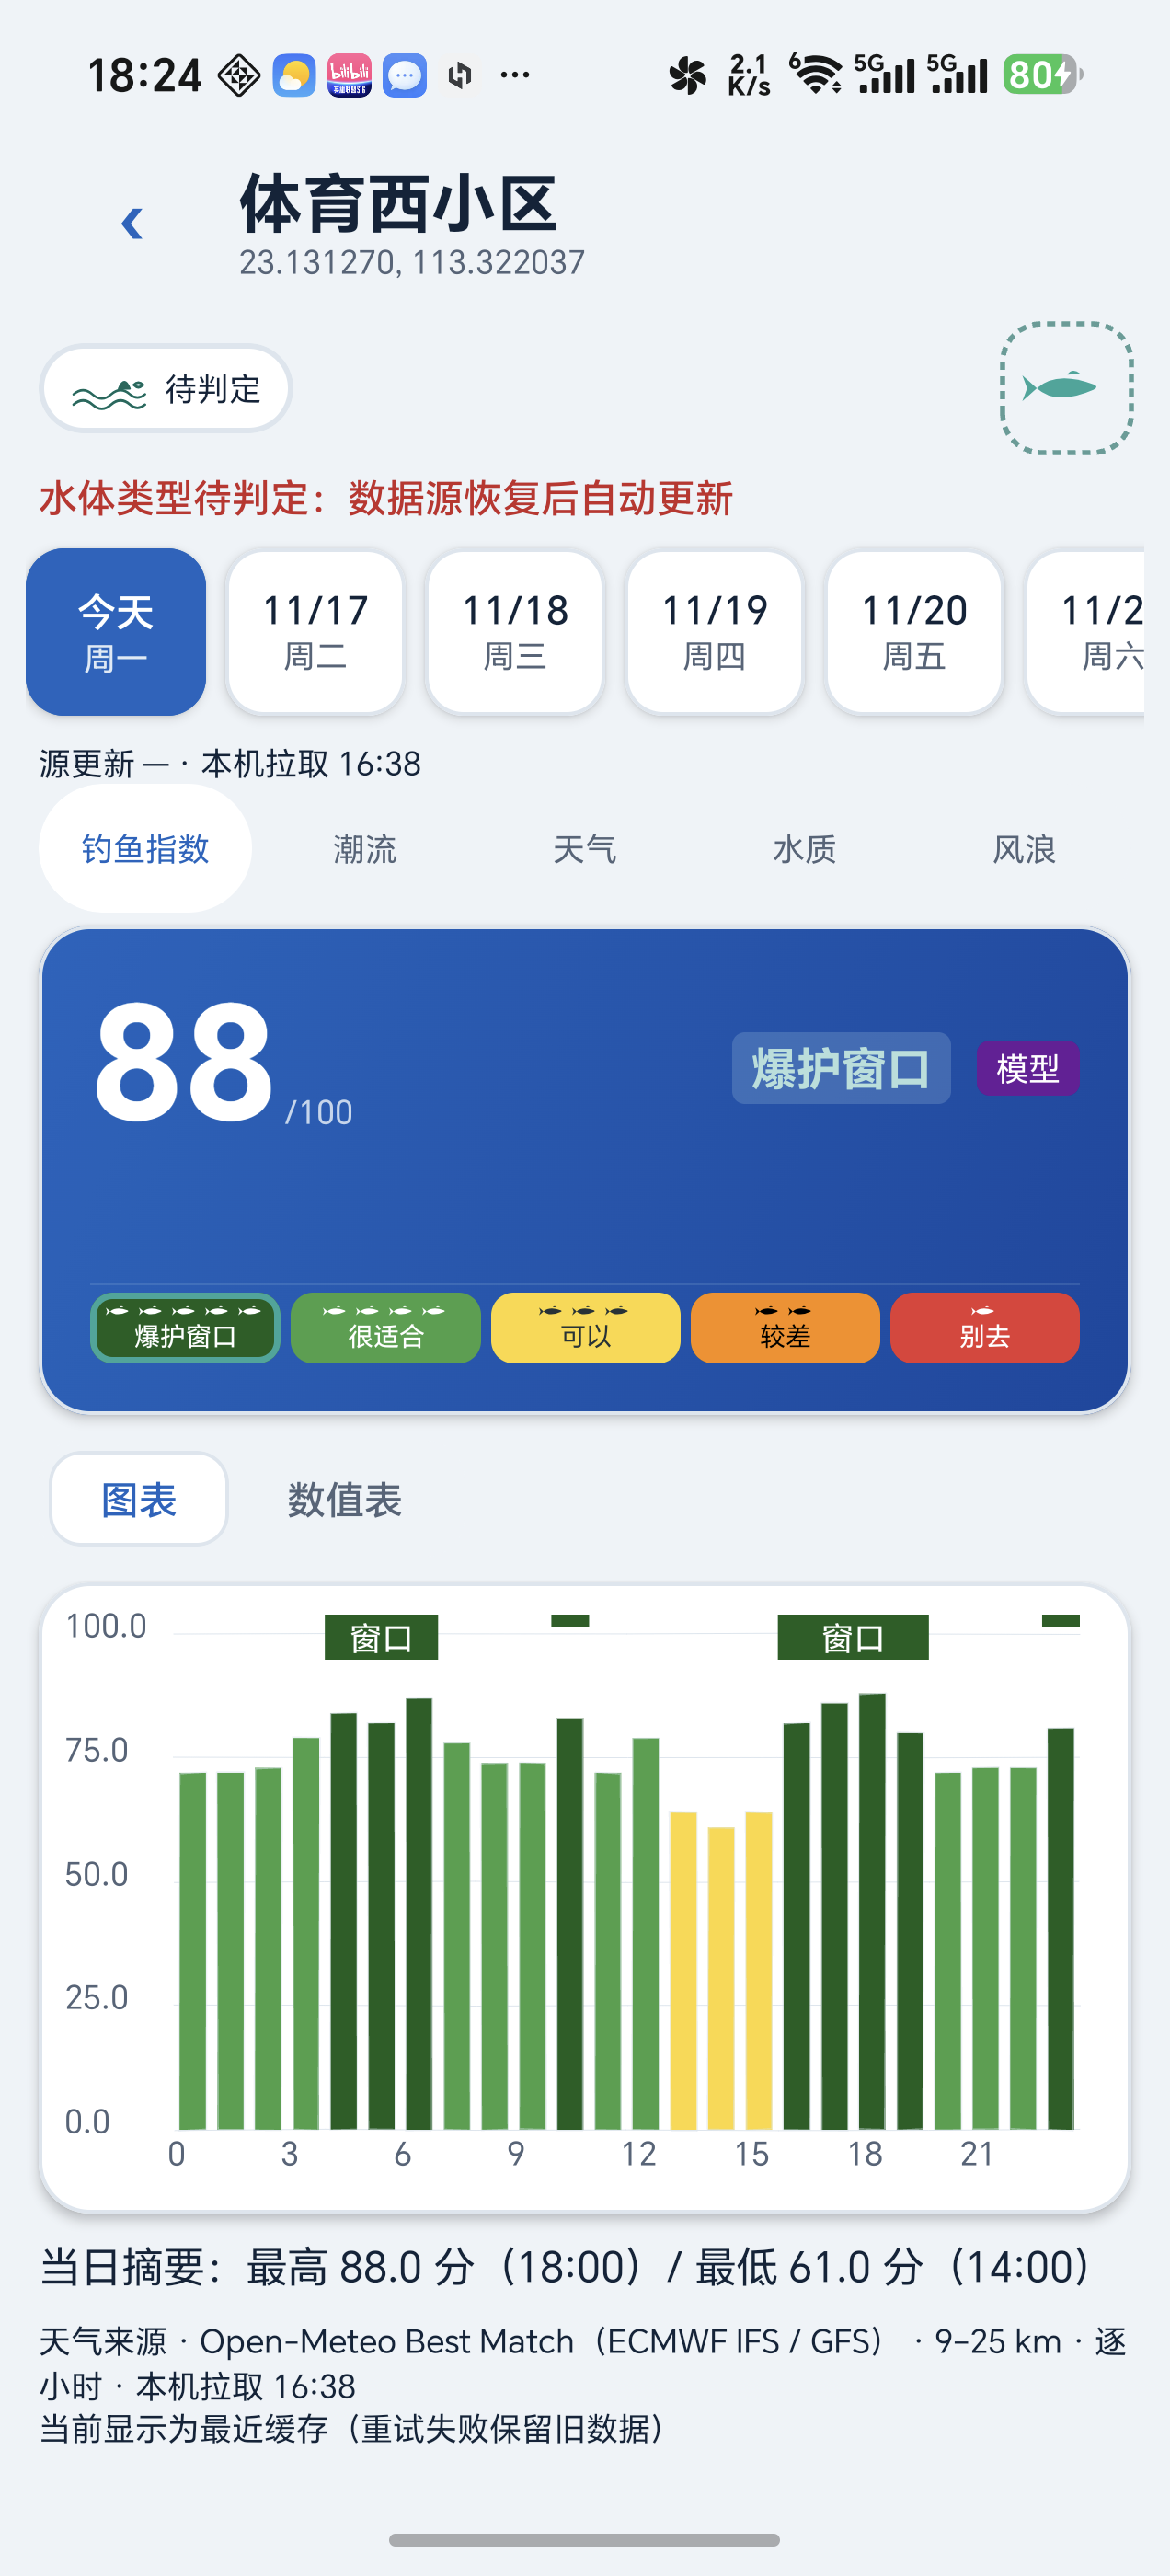 18:24 ··· 2.1 K/s 6 5G 5G 80
体育西小区
23.131270, 113.322037
待判定
水体类型待判定：数据源恢复后自动更新
今天 11/17 11/18 11/19 11/20 11/2
周一 周二 周三 周四 周五 周六
源更新 — · 本机拉取 16:38
钓鱼指数 潮流 天气 水质 风浪
88 /100 爆护窗口 模型
爆护窗口 很适合 可以 较差 别去
图表 数值表
100.0
窗口 窗口
75.0
50.0
25.0
0.0
0 3 6 9 12 15 18 21
当日摘要：最高 88.0 分（18:00）/ 最低 61.0 分（14:00）
天气来源 · Open-Meteo Best Match（ECMWF IFS / GFS） · 9–25 km · 逐
小时 · 本机拉取 16:38
当前显示为最近缓存（重试失败保留旧数据）